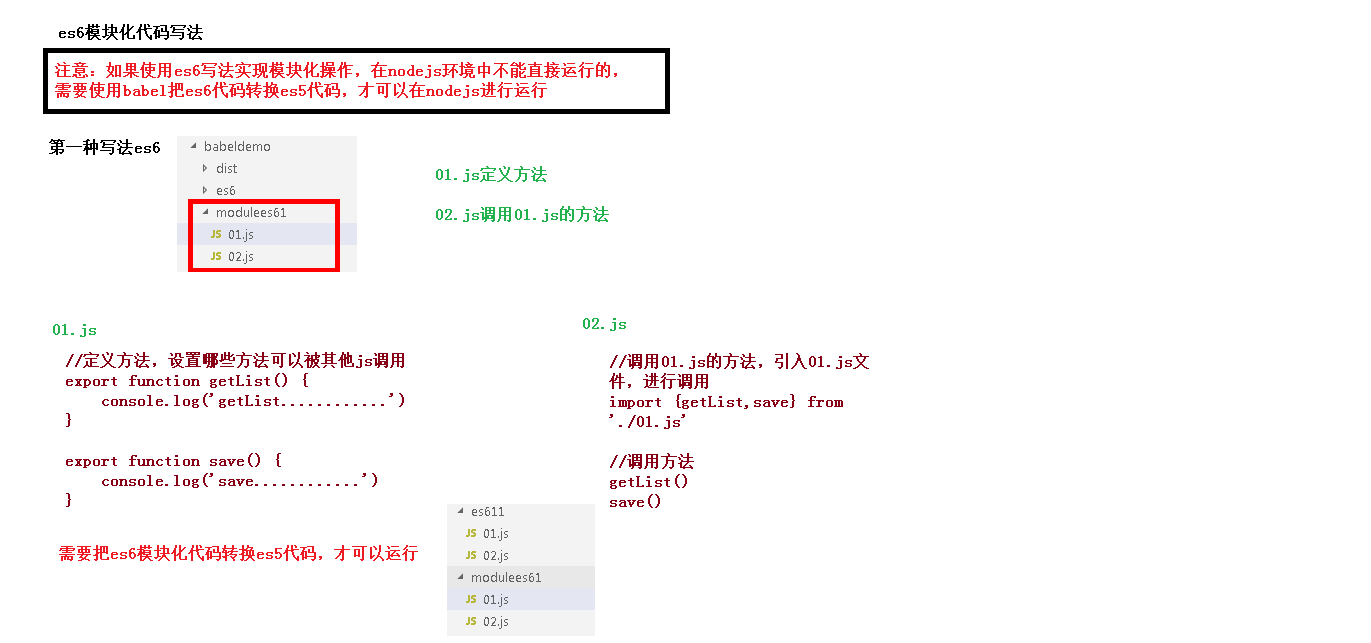 es6模块化代码写法
注意：如果使用es6写法实现模块化操作，在nodejs环境中不能直接运行的，
需要使用babel把es6代码转换es5代码，才可以在nodejs进行运行
第一种写法es6
babeldemo
dist
es6
modulees61
JS 01.js
JS 02.js
01.js定义方法
02.js调用01.js的方法
01.js
//定义方法，设置哪些方法可以被其他js调用
export function getList() {
console.log('getList............')
}
export function save() {
console.log('save............')
}
02.js
//调用01.js的方法，引入01.js文
件，进行调用
import {getList,save} from
'./01.js'
//调用方法
getList()
save()
需要把es6模块化代码转换es5代码，才可以运行
es611
JS 01.js
JS 02.js
modulees61
JS 01.js
JS 02.js